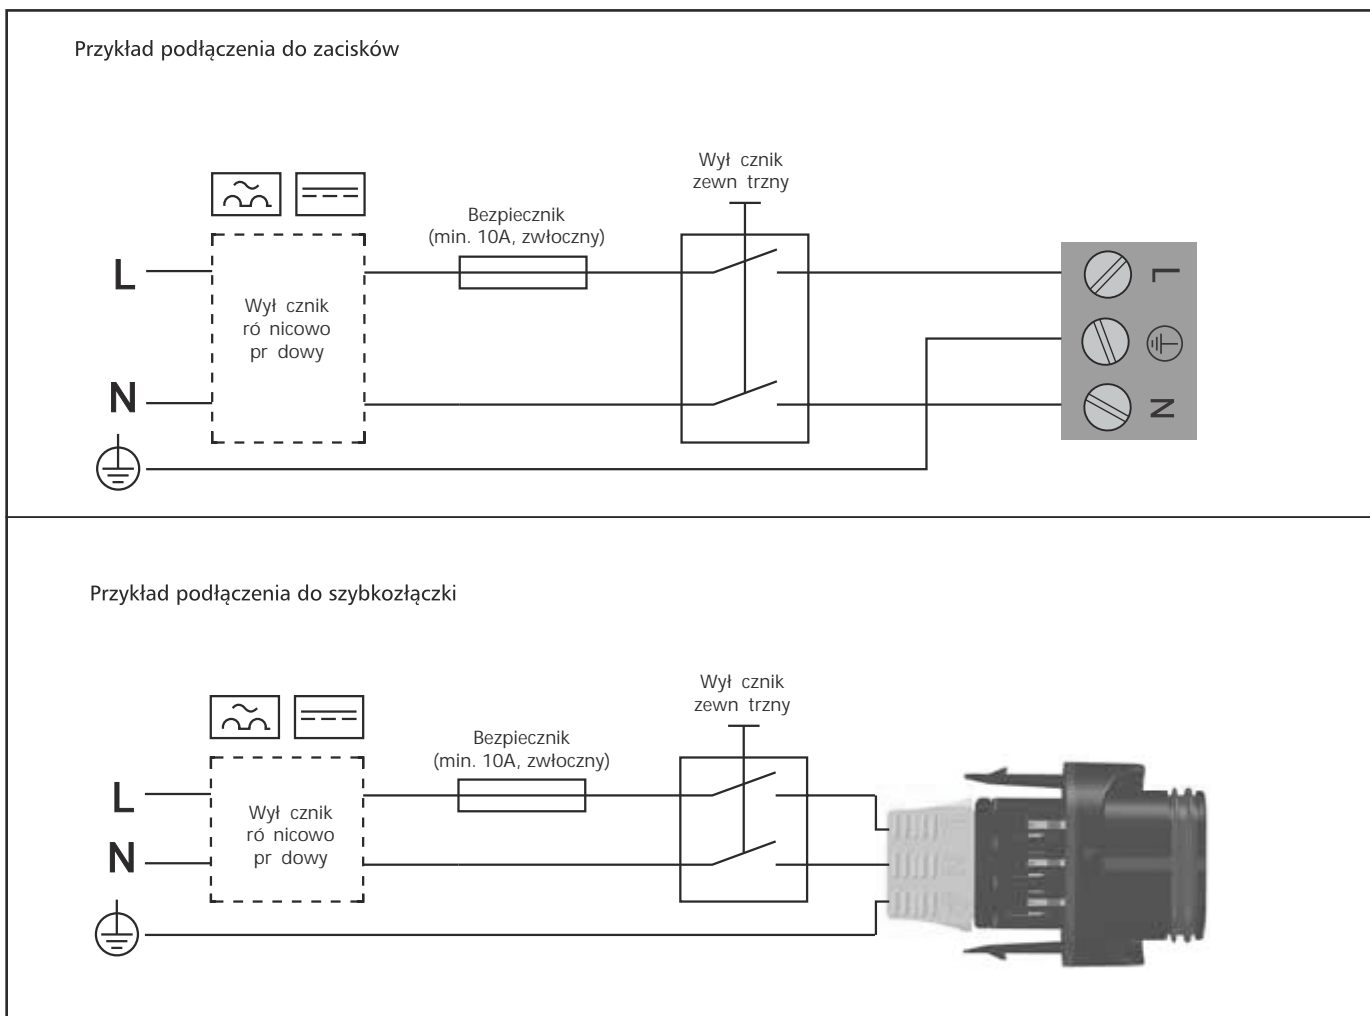 Przykład podłączenia do zacisków
Wył cznik
zewn trzny
Bezpiecznik
(min. 10A, zwłoczny)
L
Wył cznik
ró nicowo
pr dowy
N
L
N
Przykład podłączenia do szybkozłączki
Wył cznik
zewn trzny
Bezpiecznik
(min. 10A, zwłoczny)
L
Wył cznik
ró nicowo
pr dowy
N